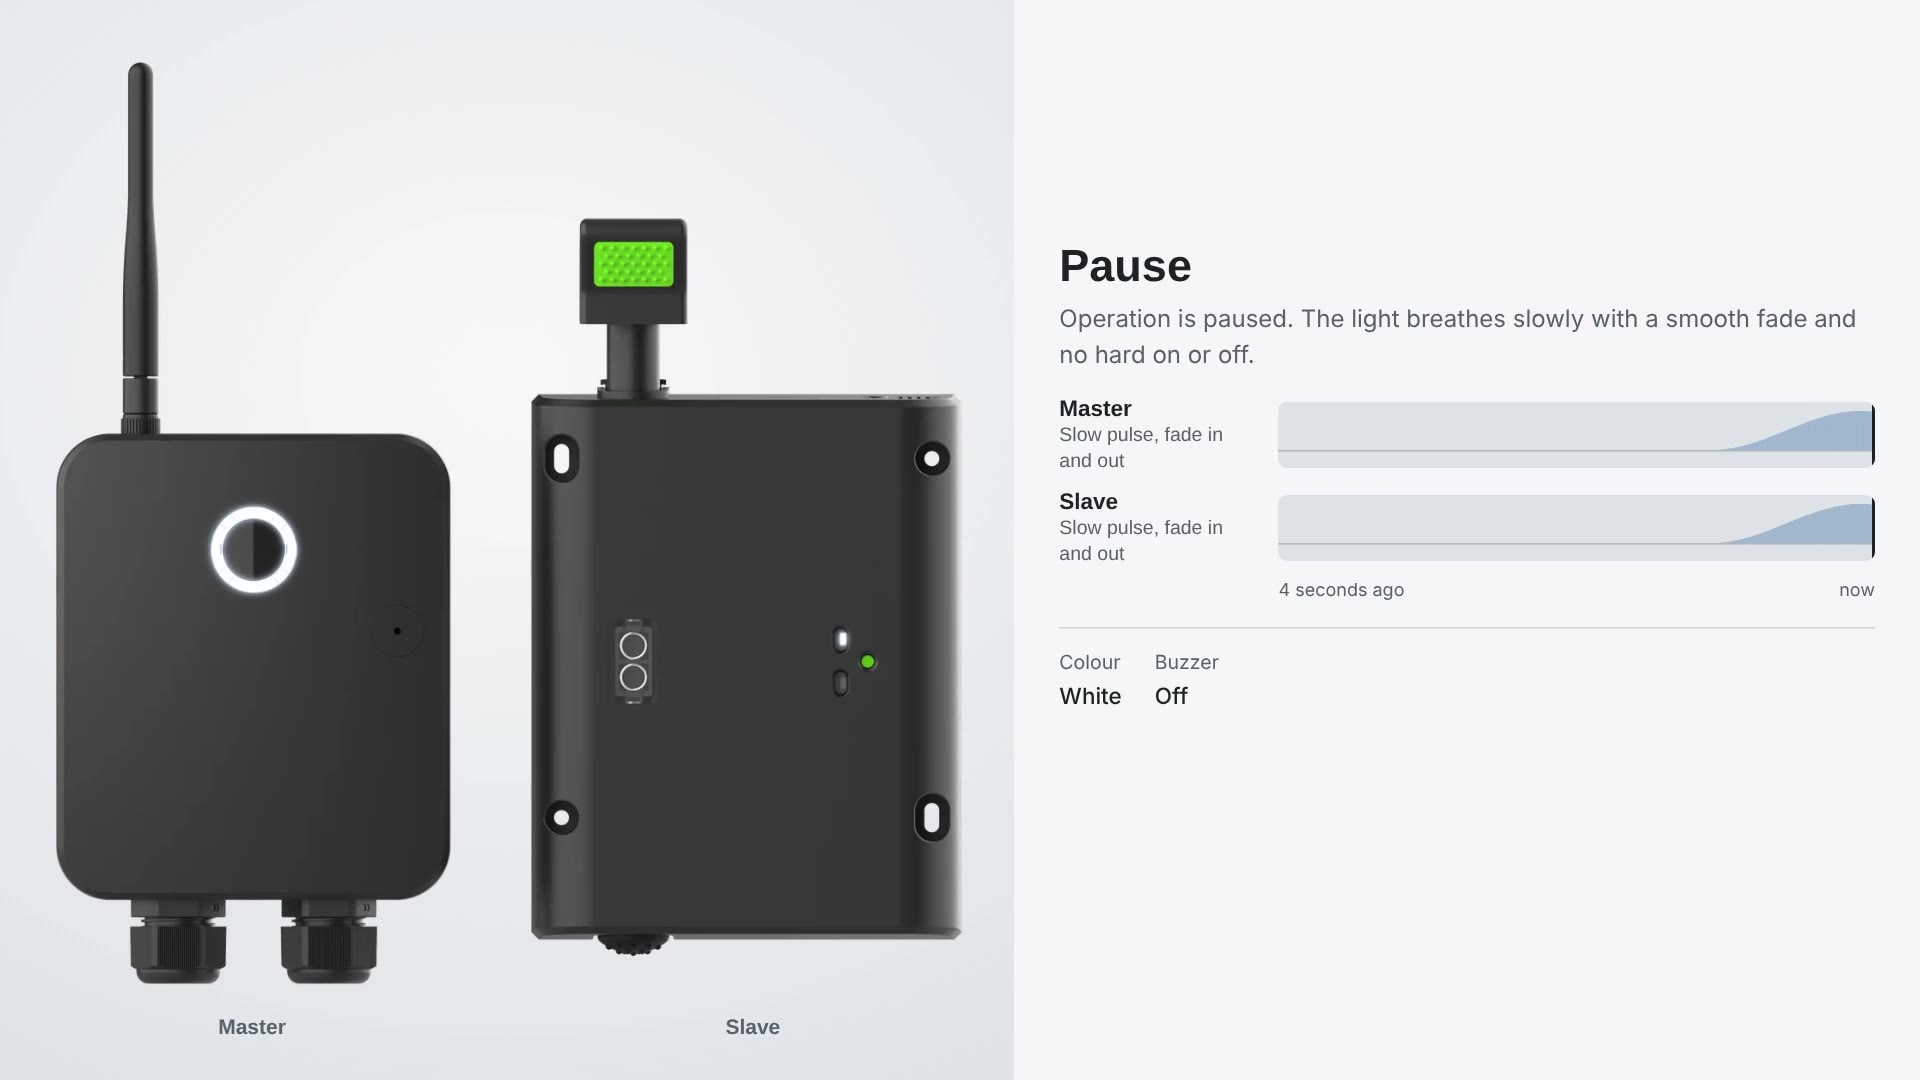 Pause
Operation is paused. The light breathes slowly with a smooth fade and
no hard on or off.
Master
Slow pulse, fade in
and out
Slave
Slow pulse, fade in
and out
4 seconds ago
now
Colour
Buzzer
White
Off
Master
Slave